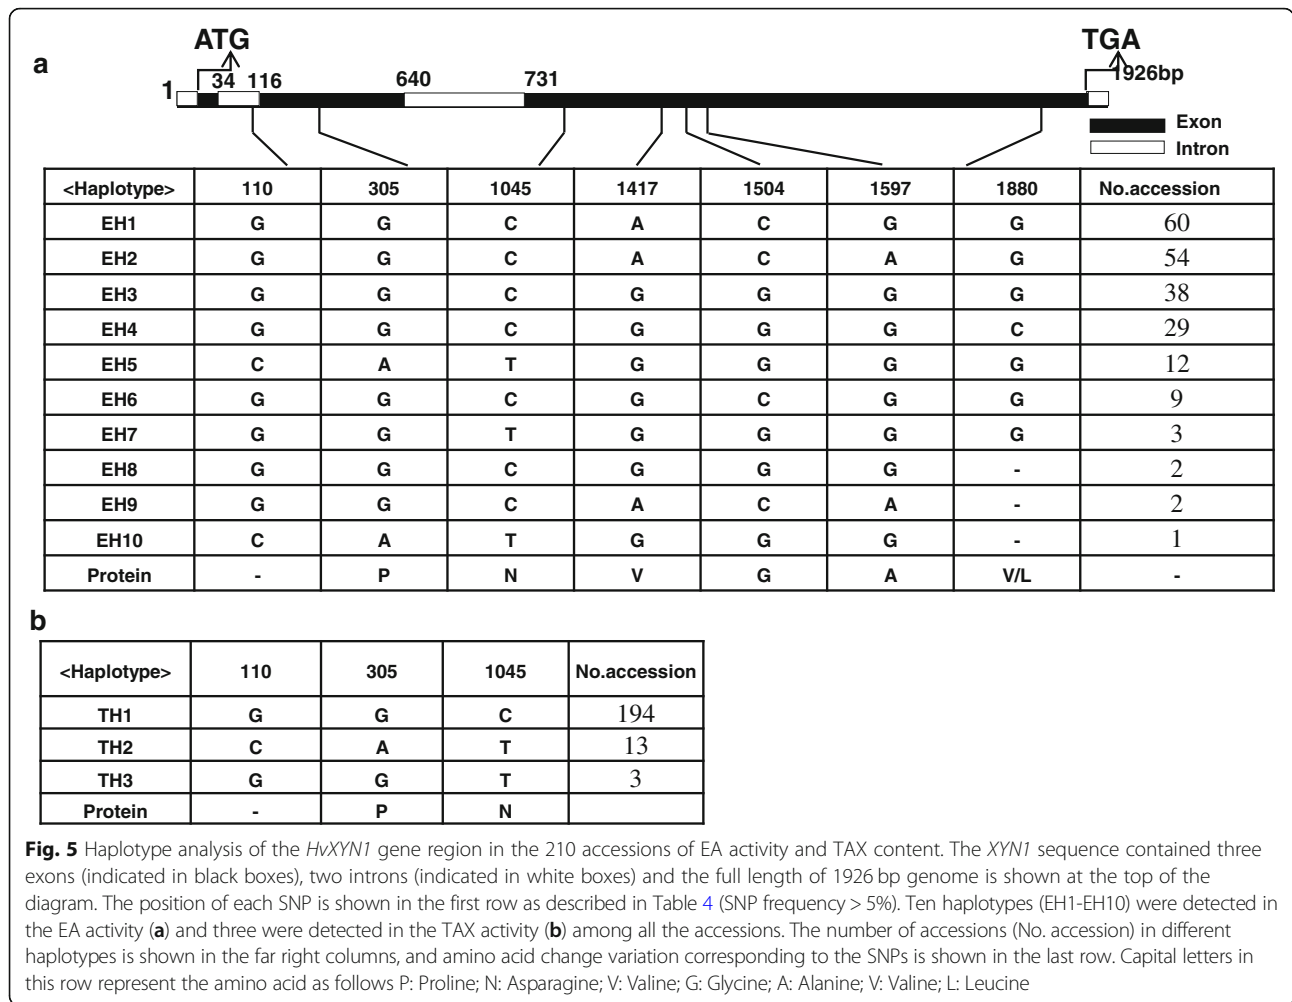 a
ATG
TGA
1
34
116
640
731
1926bp
Exon
Intron
<Haplotype> 110 305 1045 1417 1504 1597 1880 No.accession
EH1 G G C A C G G 60
EH2 G G C A C A G 54
EH3 G G C G G G G 38
EH4 G G C G G G C 29
EH5 C A T G G G G 12
EH6 G G C G C G G 9
EH7 G G T G G G G 3
EH8 G G C G G G - 2
EH9 G G C A C A - 2
EH10 C A T G G G - 1
Protein - P N V G A V/L -
b
<Haplotype> 110 305 1045 No.accession
TH1 G G C 194
TH2 C A T 13
TH3 G G T 3
Protein - P N
Fig. 5 Haplotype analysis of the HvXYN1 gene region in the 210 accessions of EA activity and TAX content. The XYN1 sequence contained three
exons (indicated in black boxes), two introns (indicated in white boxes) and the full length of 1926 bp genome is shown at the top of the
diagram. The position of each SNP is shown in the first row as described in Table 4 (SNP frequency > 5%). Ten haplotypes (EH1-EH10) were detected in
the EA activity (a) and three were detected in the TAX activity (b) among all the accessions. The number of accessions (No. accession) in different
haplotypes is shown in the far right columns, and amino acid change variation corresponding to the SNPs is shown in the last row. Capital letters in
this row represent the amino acid as follows P: Proline; N: Asparagine; V: Valine; G: Glycine; A: Alanine; V: Valine; L: Leucine